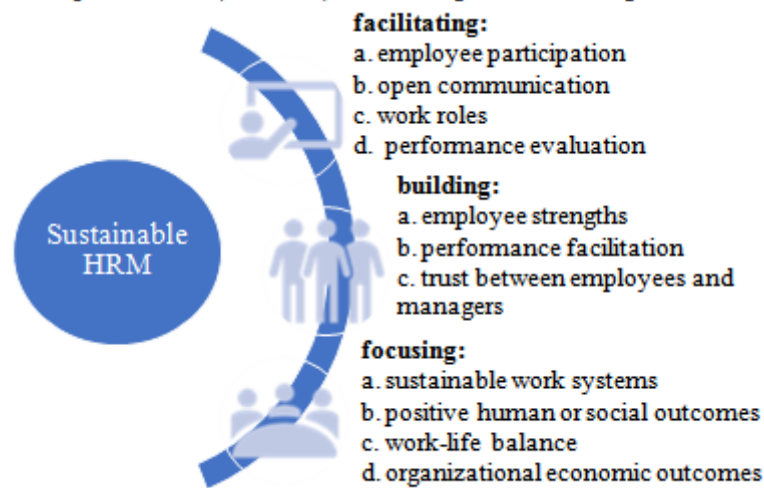 facilitating:
a. employee participation
b. open communication
c. work roles
d. performance evaluation
Sustainable
HRM
building:
a. employee strengths
b. performance facilitation
c. trust between employees and
managers
focusing:
a. sustainable work systems
b. positive human or social outcomes
c. work-life balance
d. organizational economic outcomes